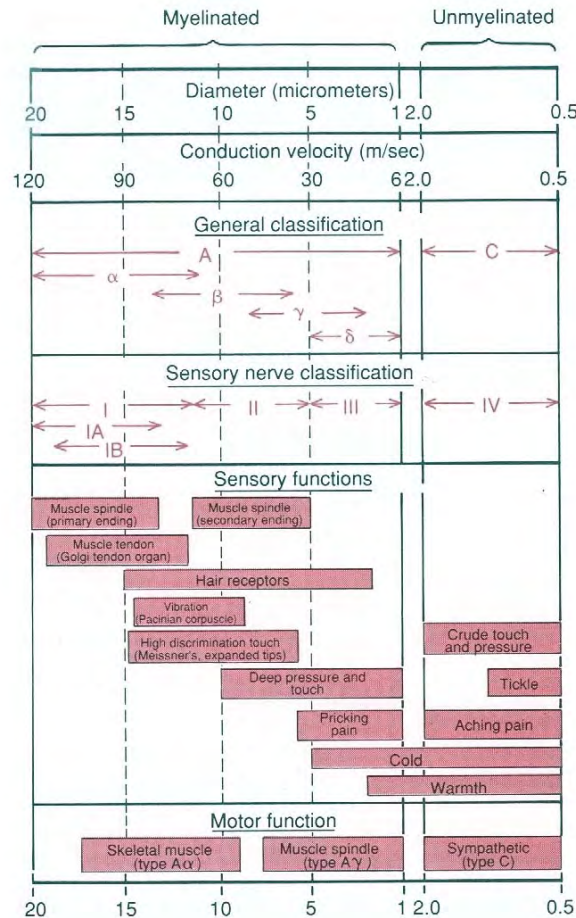 Myelinated Unmyelinated
Diameter (micrometers)
20 15 10 5 1 2.0 0.5
Conduction velocity (m/sec)
120 90 60 30 6 2.0 0.5
General classification
A C
α
β
γ
δ
Sensory nerve classification
I II III IV
IA
IB
Sensory functions
Muscle spindle
(primary ending)
Muscle spindle
(secondary ending)
Muscle tendon
(Golgi tendon organ)
Hair receptors
Vibration
(Pacinian corpuscle)
High discrimination touch
(Meissner's, expanded tips)
Crude touch
and pressure
Deep pressure and
touch
Tickle
Pricking
pain
Aching pain
Cold
Warmth
Motor function
Skeletal muscle
(type Aα)
Muscle spindle
(type Aγ)
Sympathetic
(type C)
20 15 10 5 1 2.0 0.5